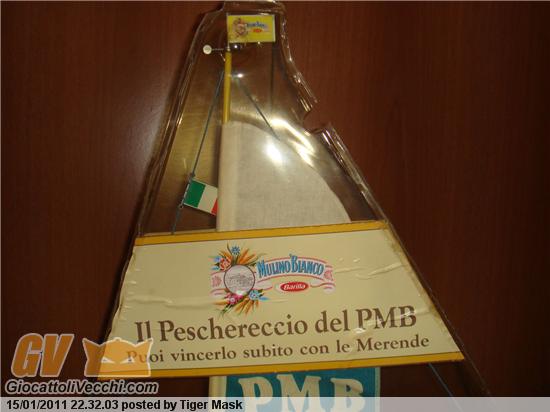 MULINO BIANCO
Barilla
Il Peschereccio del PMB
Puoi vincerlo subito con le Merende
PMB
GV
GiocattoliVecchi.com
15/01/2011 22.32.03 posted by Tiger Mask